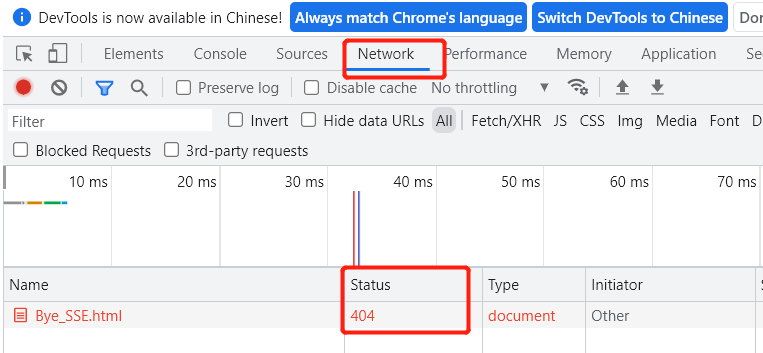 DevTools is now available in Chinese! Always match Chrome's language Switch DevTools to Chinese Don
Elements Console Sources Network Performance Memory Application Se
Preserve log Disable cache No throttling
Filter Invert Hide data URLs All Fetch/XHR JS CSS Img Media Font D
Blocked Requests 3rd-party requests
10 ms 20 ms 30 ms 40 ms 50 ms 60 ms 70 ms
Name Status Type Initiator S
Bye_SSE.html 404 document Other